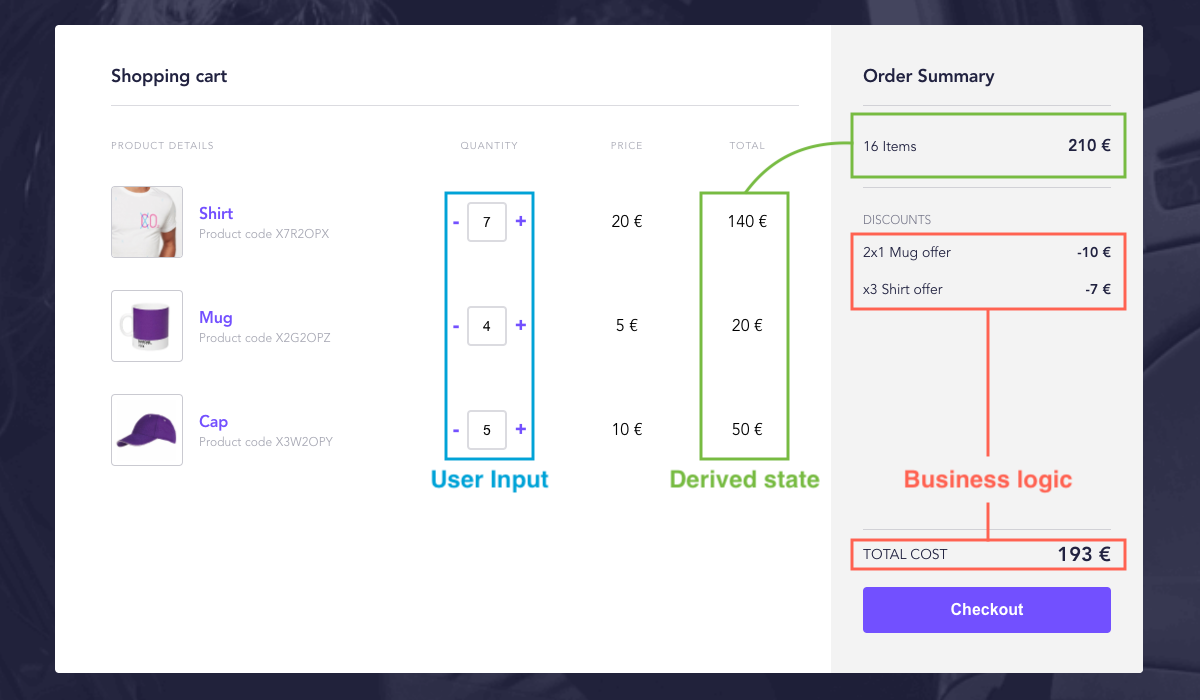 Shopping cart
PRODUCT DETAILS QUANTITY PRICE TOTAL
Shirt
Product code X7R2OPX
- 7 + 20 € 140 €
Mug
Product code X2G2OPZ
- 4 + 5 € 20 €
Cap
Product code X3W2OPY
- 5 + 10 € 50 €
User Input
Derived state
Order Summary
16 Items 210 €
DISCOUNTS
2x1 Mug offer -10 €
x3 Shirt offer -7 €
Business logic
TOTAL COST 193 €
Checkout